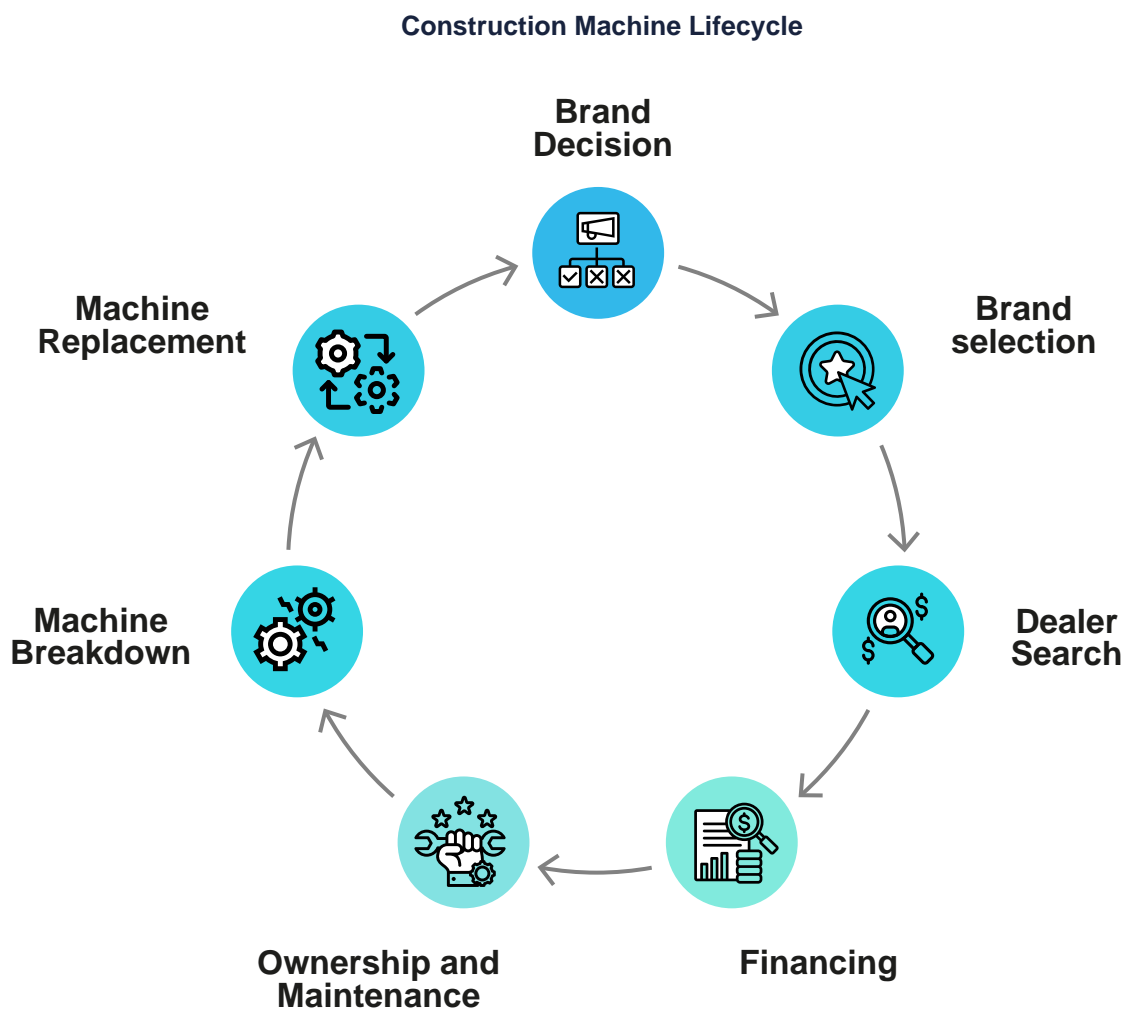 Construction Machine Lifecycle
Brand
Decision
Brand
selection
Dealer
Search
Financing
Ownership and
Maintenance
Machine
Breakdown
Machine
Replacement
$
$
$